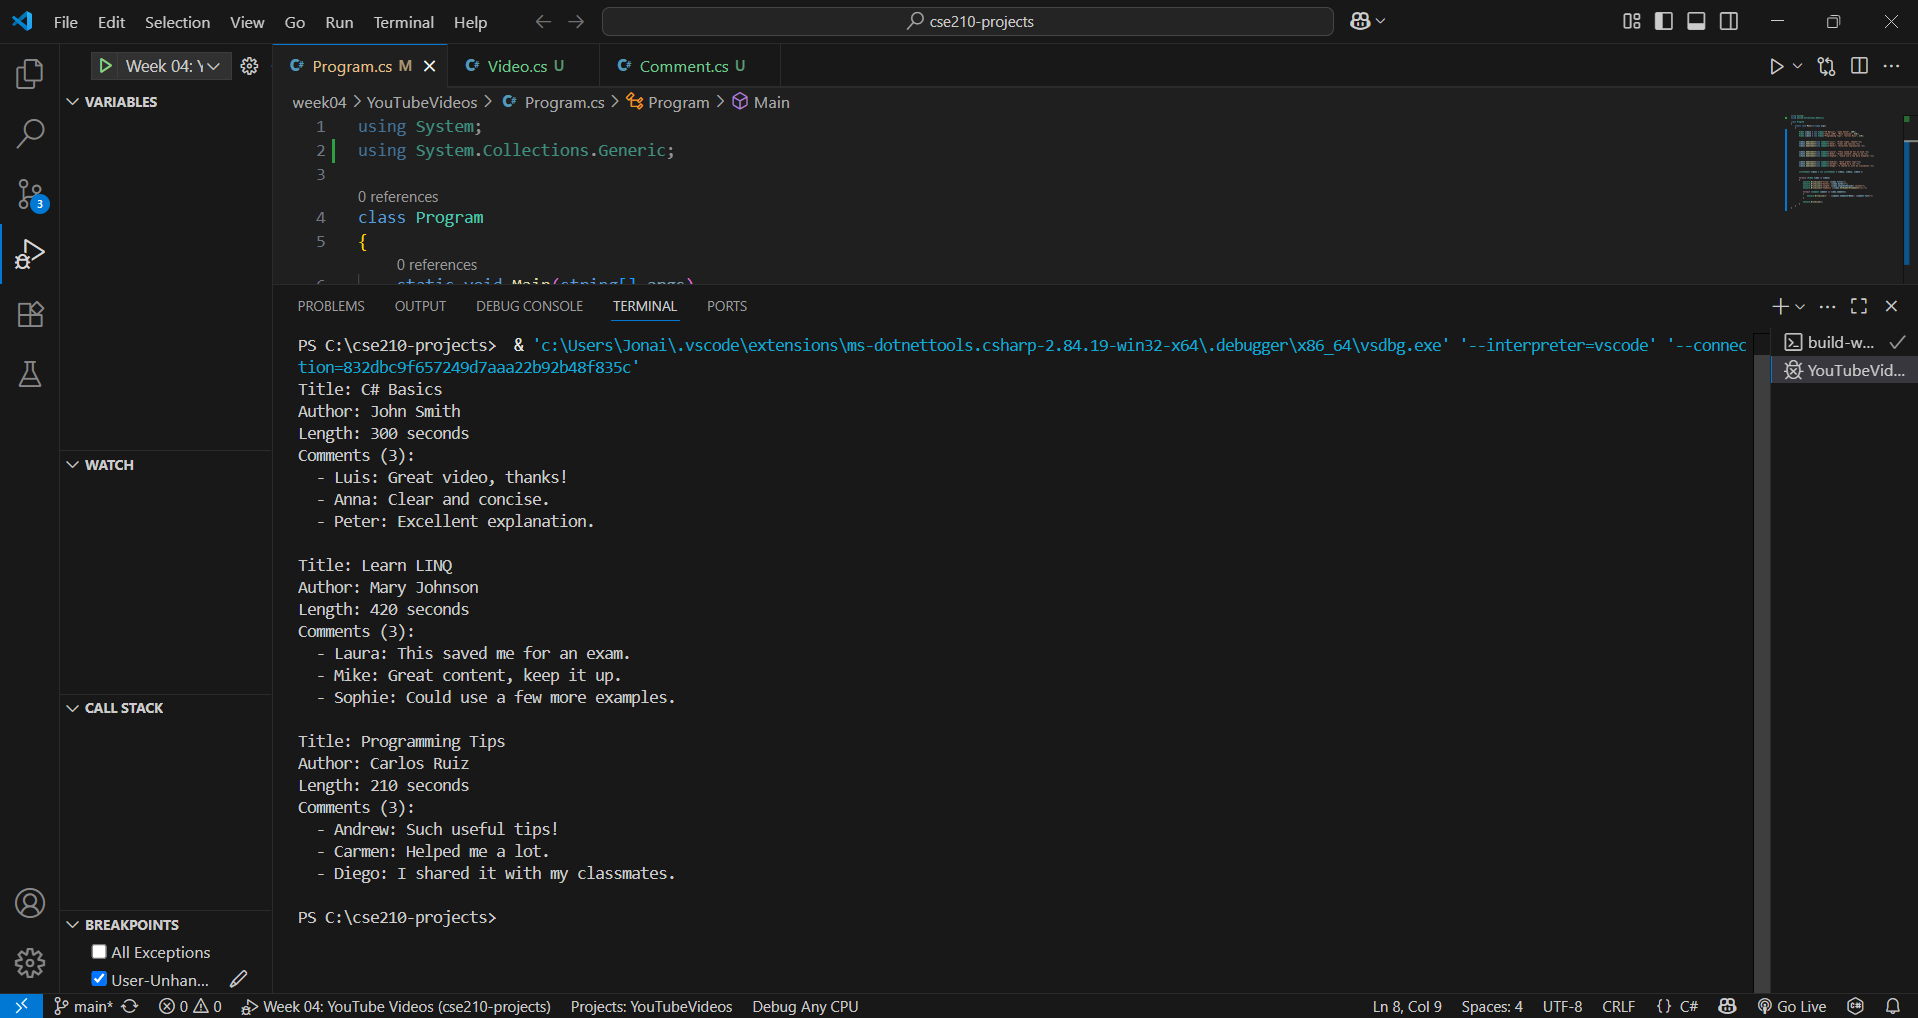 File Edit Selection View Go Run Terminal Help
cse210-projects
Week 04: Y
Program.cs M
Video.cs U
Comment.cs U
VARIABLES
week04 > YouTubeVideos > Program.cs > Program > Main
1 using System;
2 using System.Collections.Generic;
3
0 references
4 class Program
5 {
0 references
6 static void Main(string[] args)
3
PROBLEMS OUTPUT DEBUG CONSOLE TERMINAL PORTS
PS C:\cse210-projects> & 'c:\Users\Jonai\.vscode\extensions\ms-dotnettools.csharp-2.84.19-win32-x64\.debugger\x86_64\vsdbg.exe' '--interpreter=vscode' '--connec
tion=832dbc9f657249d7aaa22b92b48f835c'
Title: C# Basics
Author: John Smith
Length: 300 seconds
Comments (3):
- Luis: Great video, thanks!
- Anna: Clear and concise.
- Peter: Excellent explanation.
Title: Learn LINQ
Author: Mary Johnson
Length: 420 seconds
Comments (3):
- Laura: This saved me for an exam.
- Mike: Great content, keep it up.
- Sophie: Could use a few more examples.
Title: Programming Tips
Author: Carlos Ruiz
Length: 210 seconds
Comments (3):
- Andrew: Such useful tips!
- Carmen: Helped me a lot.
- Diego: I shared it with my classmates.
PS C:\cse210-projects>
build-w...
YouTubeVid...
WATCH
CALL STACK
BREAKPOINTS
All Exceptions
User-Unhan...
main* 0 0 Week 04: YouTube Videos (cse210-projects) Projects: YouTubeVideos Debug Any CPU Ln 8, Col 9 Spaces: 4 UTF-8 CRLF {} C# Go Live